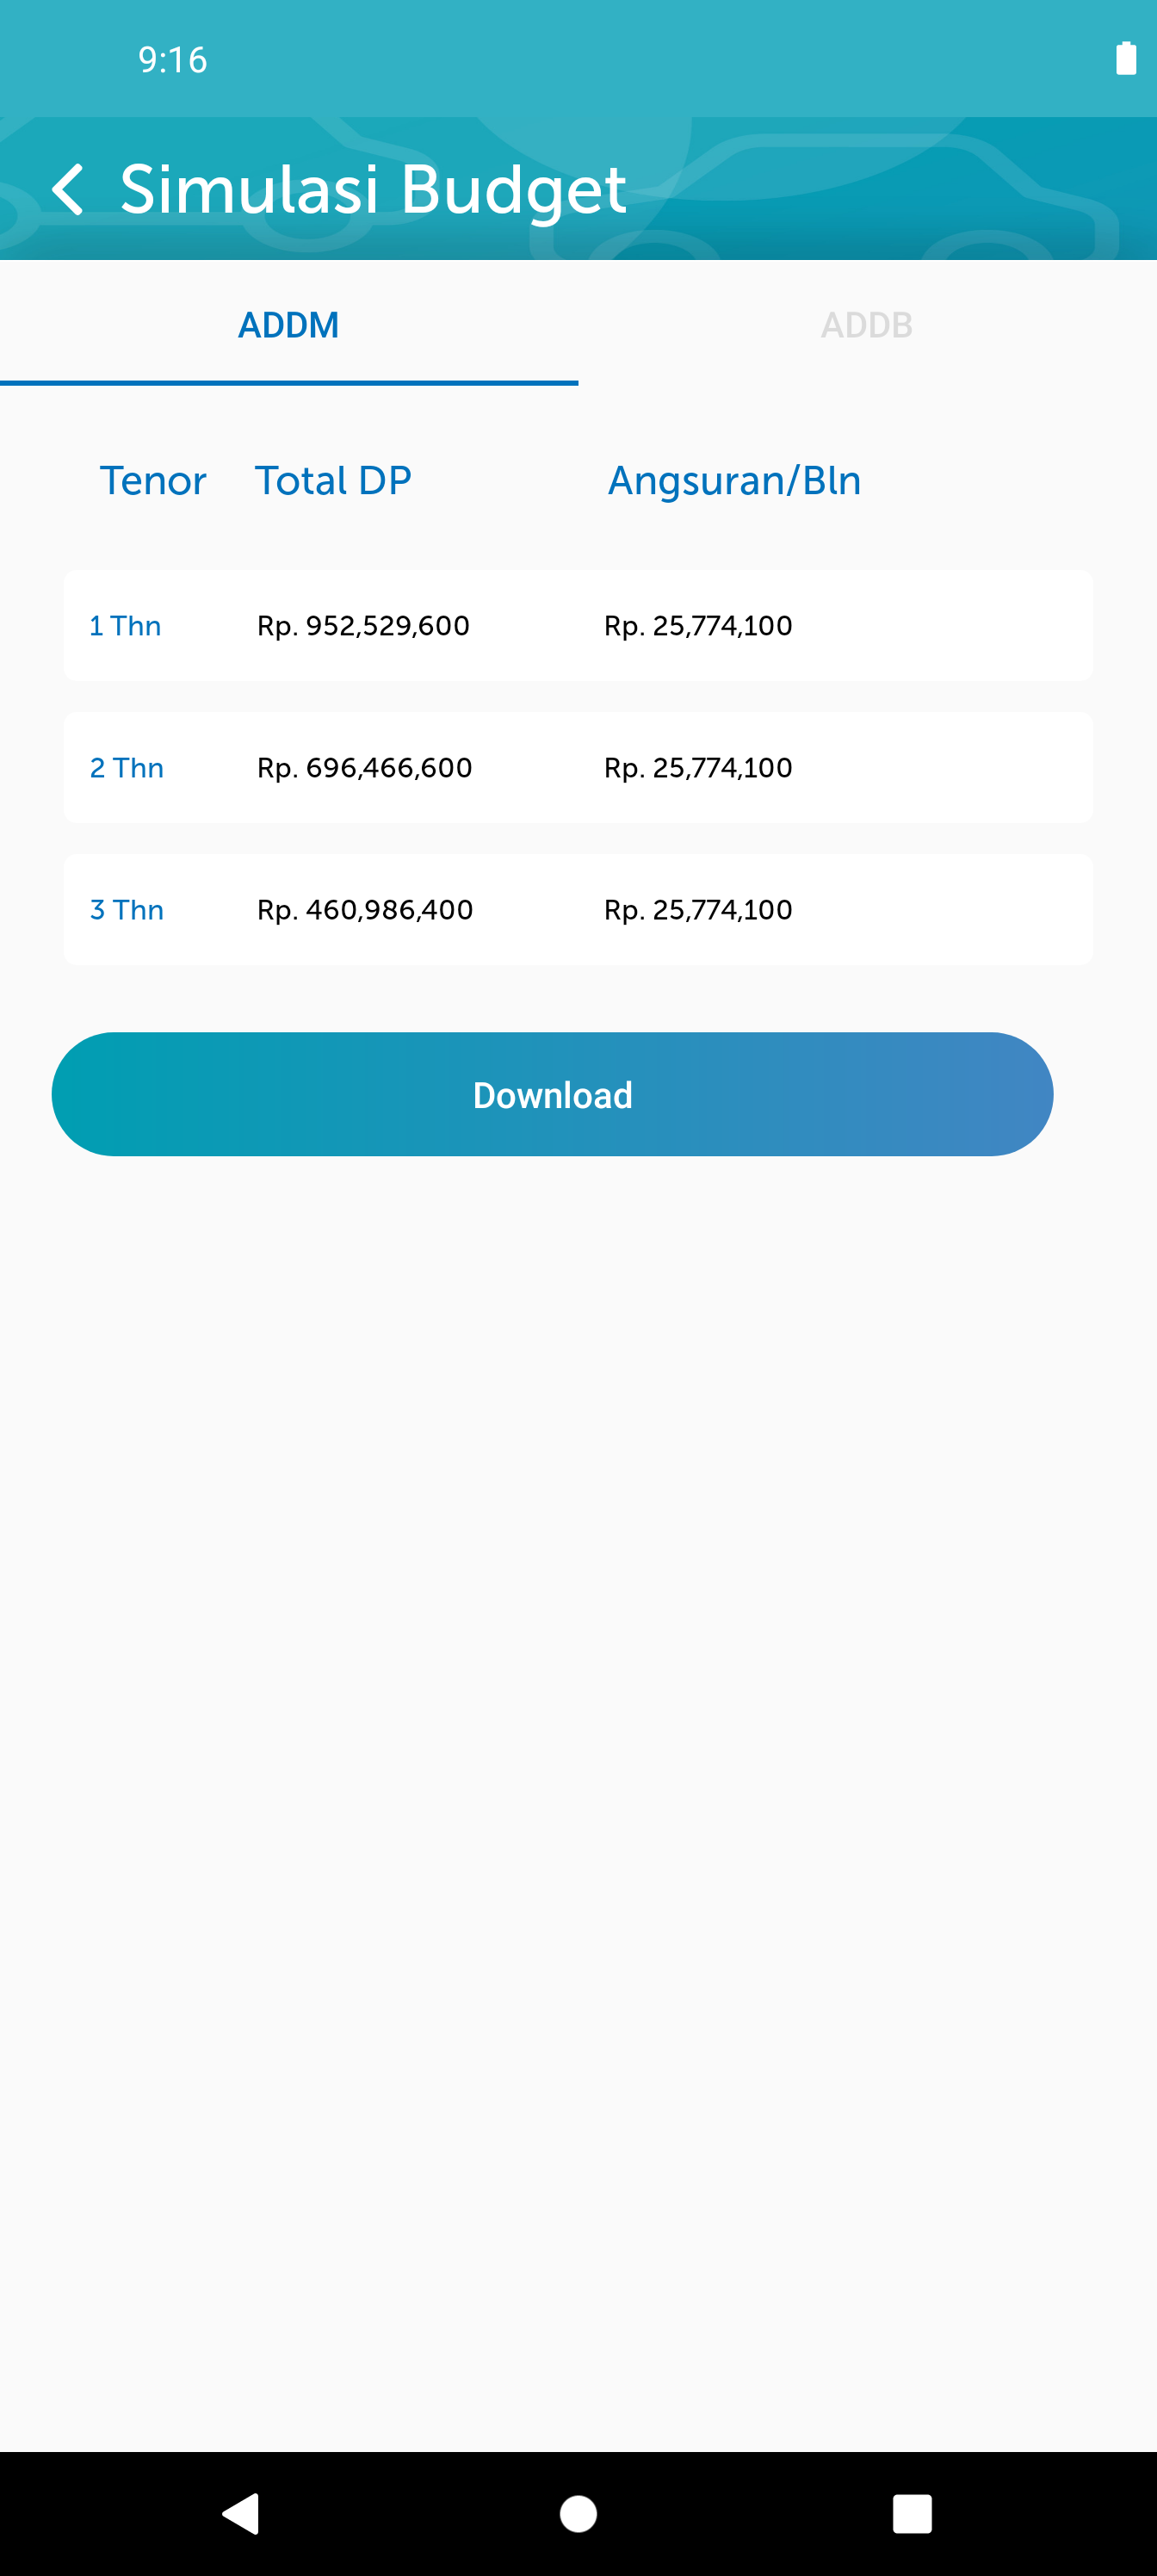 9:16
Simulasi Budget
ADDM ADDB
Tenor Total DP Angsuran/Bln
1 Thn Rp. 952,529,600 Rp. 25,774,100
2 Thn Rp. 696,466,600 Rp. 25,774,100
3 Thn Rp. 460,986,400 Rp. 25,774,100
Download